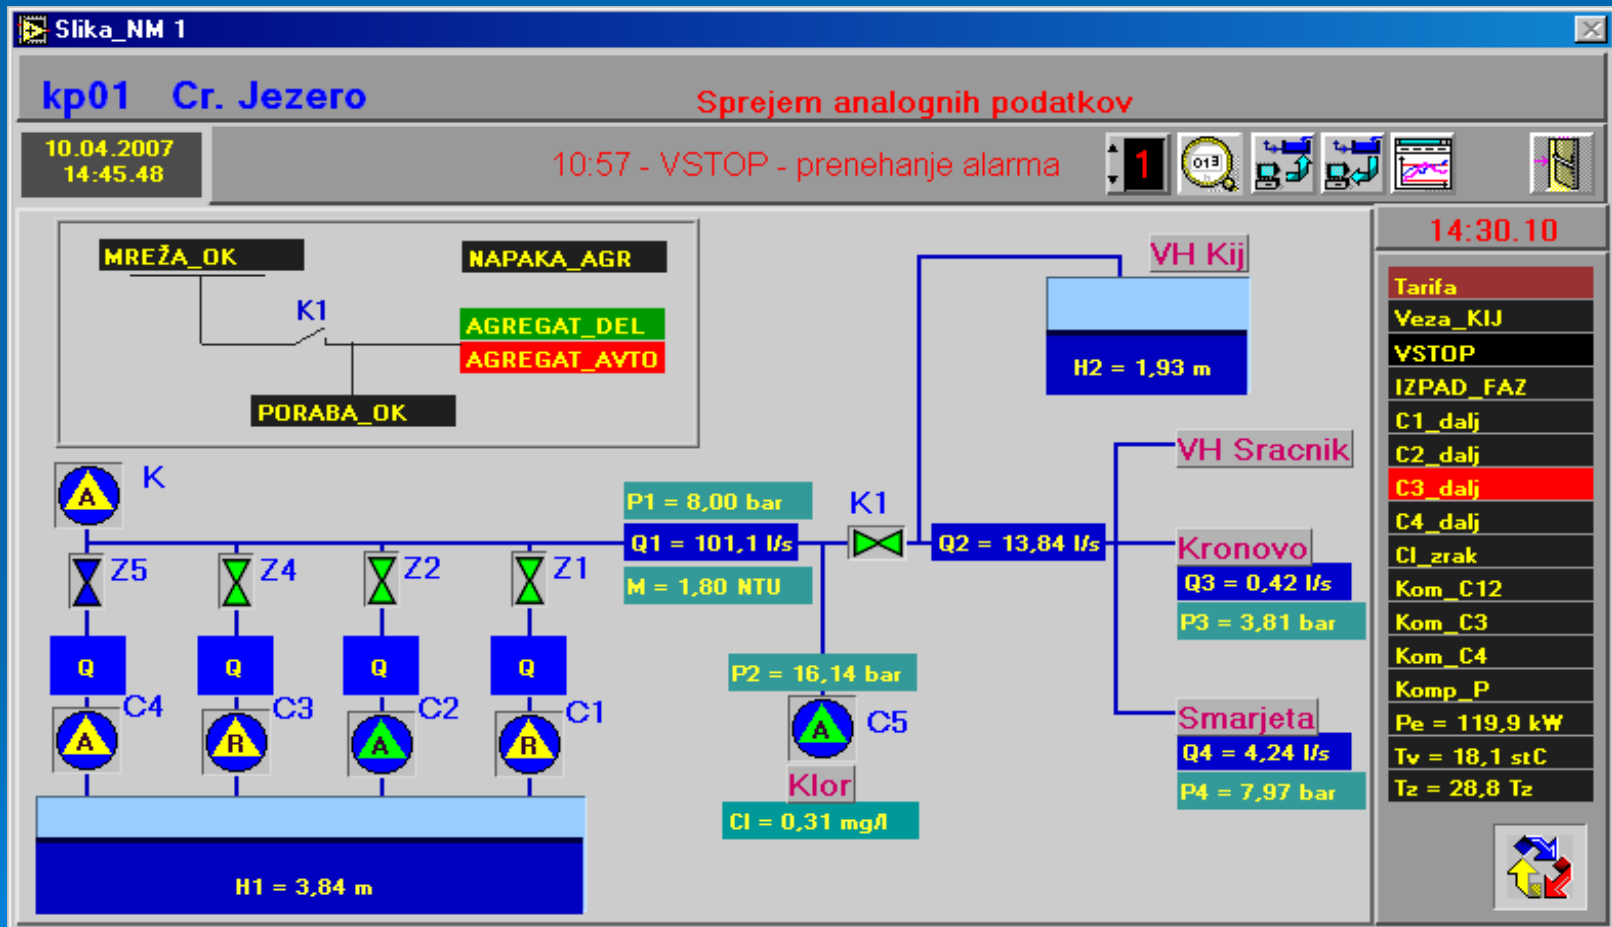 Slika_NM 1
kp01 Cr. Jezero
Sprejem analognih podatkov
10.04.2007
14:45.48
10:57 - VSTOP - prenehanje alarma
1
013
14:30.10
MREŽA_OK
NAPAKA_AGR
K1
AGREGAT_DEL
AGREGAT_AVTO
PORABA_OK
VH Kij
H2 = 1,93 m
VH Sracnik
A
K
P1 = 8,00 bar
K1
Q1 = 101,1 l/s
Q2 = 13,84 l/s
M = 1,80 NTU
Kronovo
Q3 = 0,42 l/s
P3 = 3,81 bar
Z5
Z4
Z2
Z1
Q
Q
Q
Q
P2 = 16,14 bar
C4
C3
C2
C1
A
R
A
R
A
C5
Klor
Cl = 0,31 mg/l
Smarjeta
Q4 = 4,24 l/s
P4 = 7,97 bar
H1 = 3,84 m
Tarifa
Veza_KIJ
VSTOP
IZPAD_FAZ
C1_dalj
C2_dalj
C3_dalj
C4_dalj
Cl_zrak
Kom_C12
Kom_C3
Kom_C4
Komp_P
Pe = 119,9 kW
Tv = 18,1 stC
Tz = 28,8 Tz